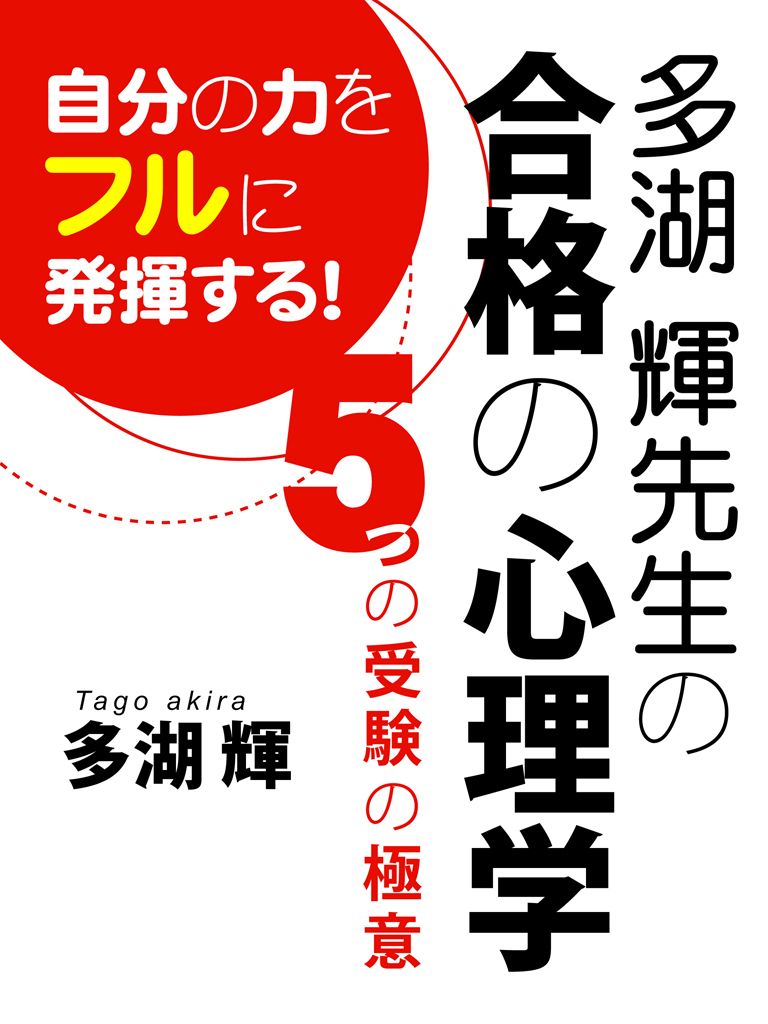 多湖 輝先生の
合格の心理学
自分の力を
フルに
発揮する!
5つの受験の極意
Tago akira
多湖 輝